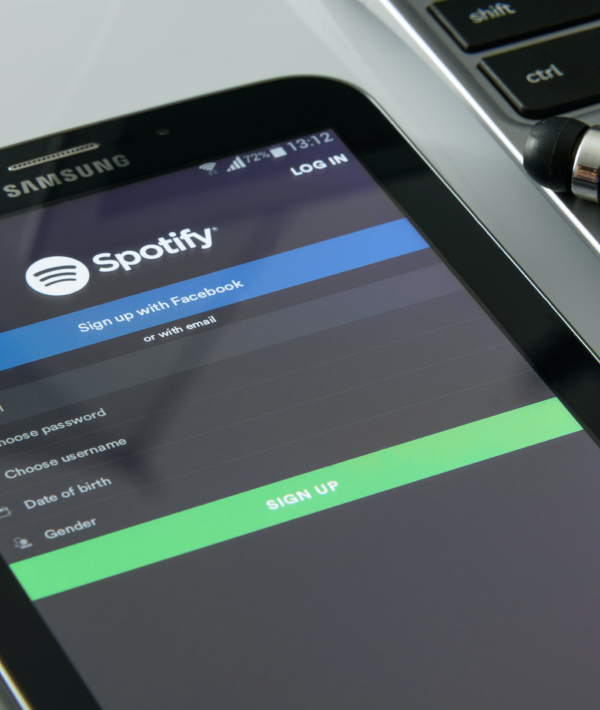 shift
ctrl
SAMSUNG
72% 13:12
LOG IN
Spotify
Sign up with Facebook
or with email
Choose username
password
Date of birth
Gender
SIGN UP